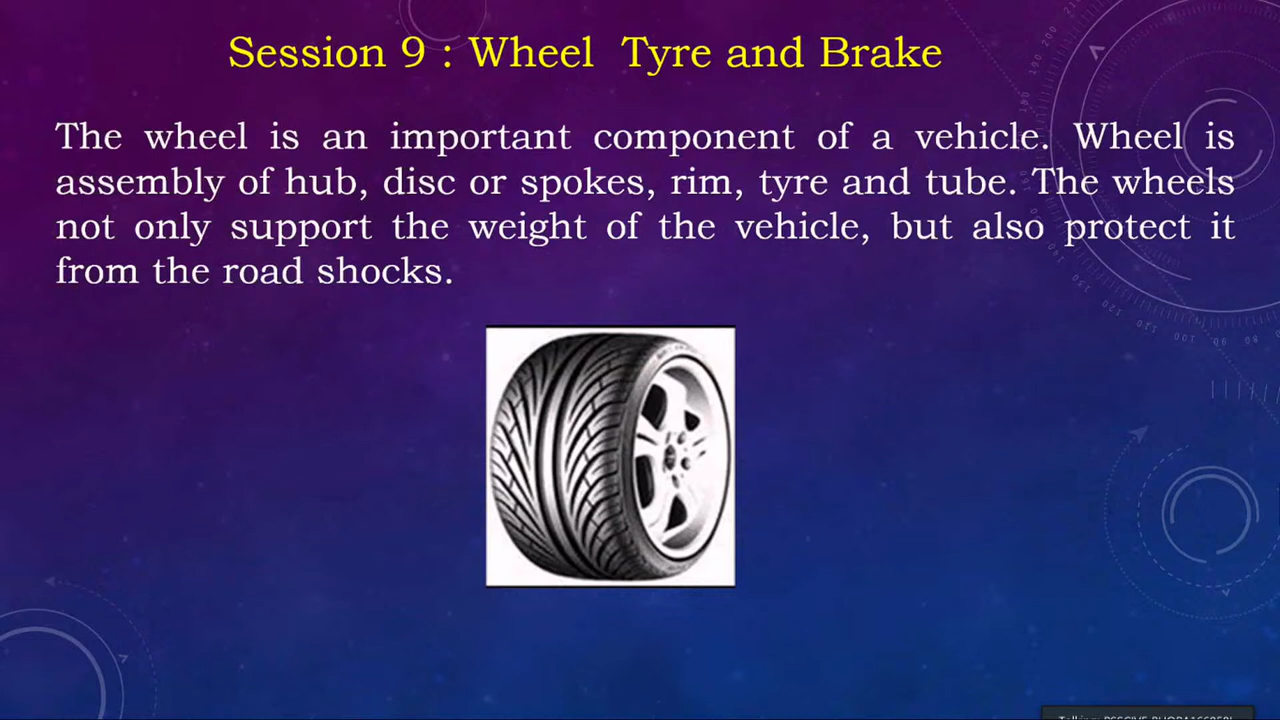 Session 9 : Wheel Tyre and Brake
The wheel is an important component of a vehicle. Wheel is
assembly of hub, disc or spokes, rim, tyre and tube. The wheels
not only support the weight of the vehicle, but also protect it
from the road shocks.